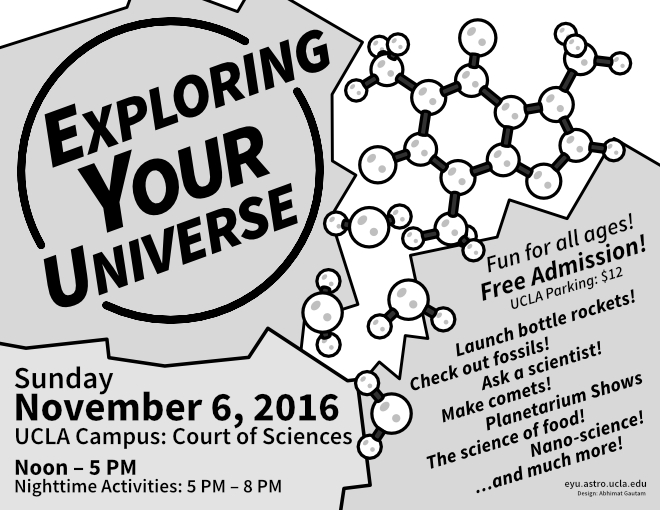 EXPLORING
YOUR
UNIVERSE
Sunday
November 6, 2016
UCLA Campus: Court of Sciences
Noon – 5 PM
Nighttime Activities: 5 PM – 8 PM
Fun for all ages!
Free Admission!
UCLA Parking: $12
Launch bottle rockets!
Check out fossils!
Ask a scientist!
Make comets!
Planetarium Shows
The science of food!
Nano-science!
...and much more!
eyu.astro.ucla.edu
Design: Abhimat Gautam